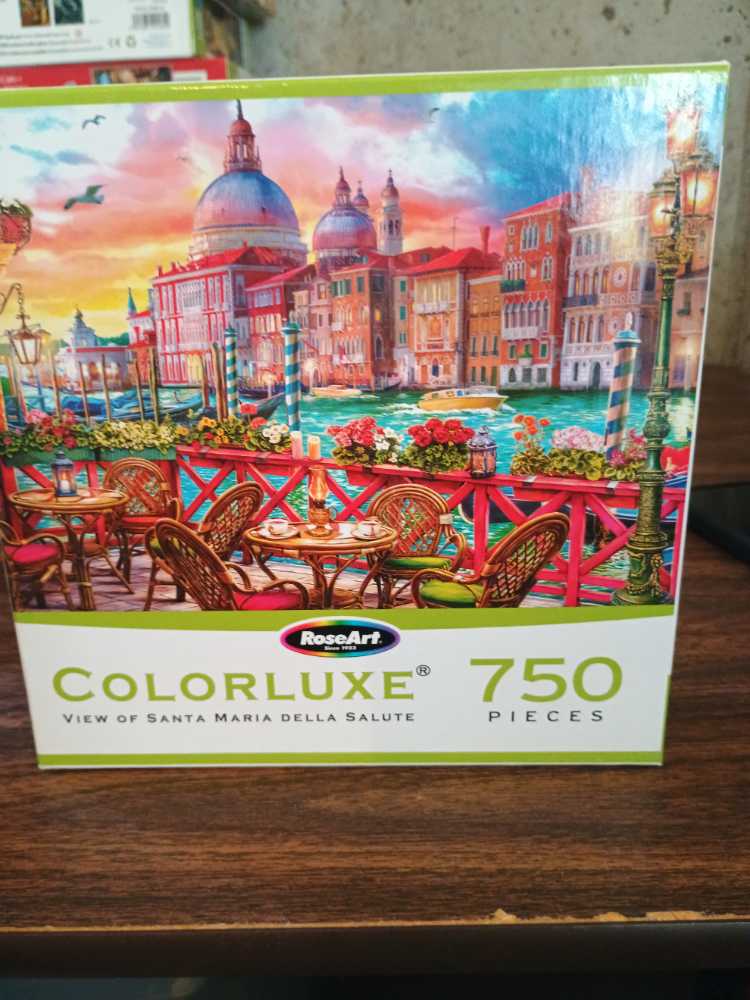 RoseArt
Since 1923
COLORLUXE®
VIEW OF SANTA MARIA DELLA SALUTE
750
PIECES